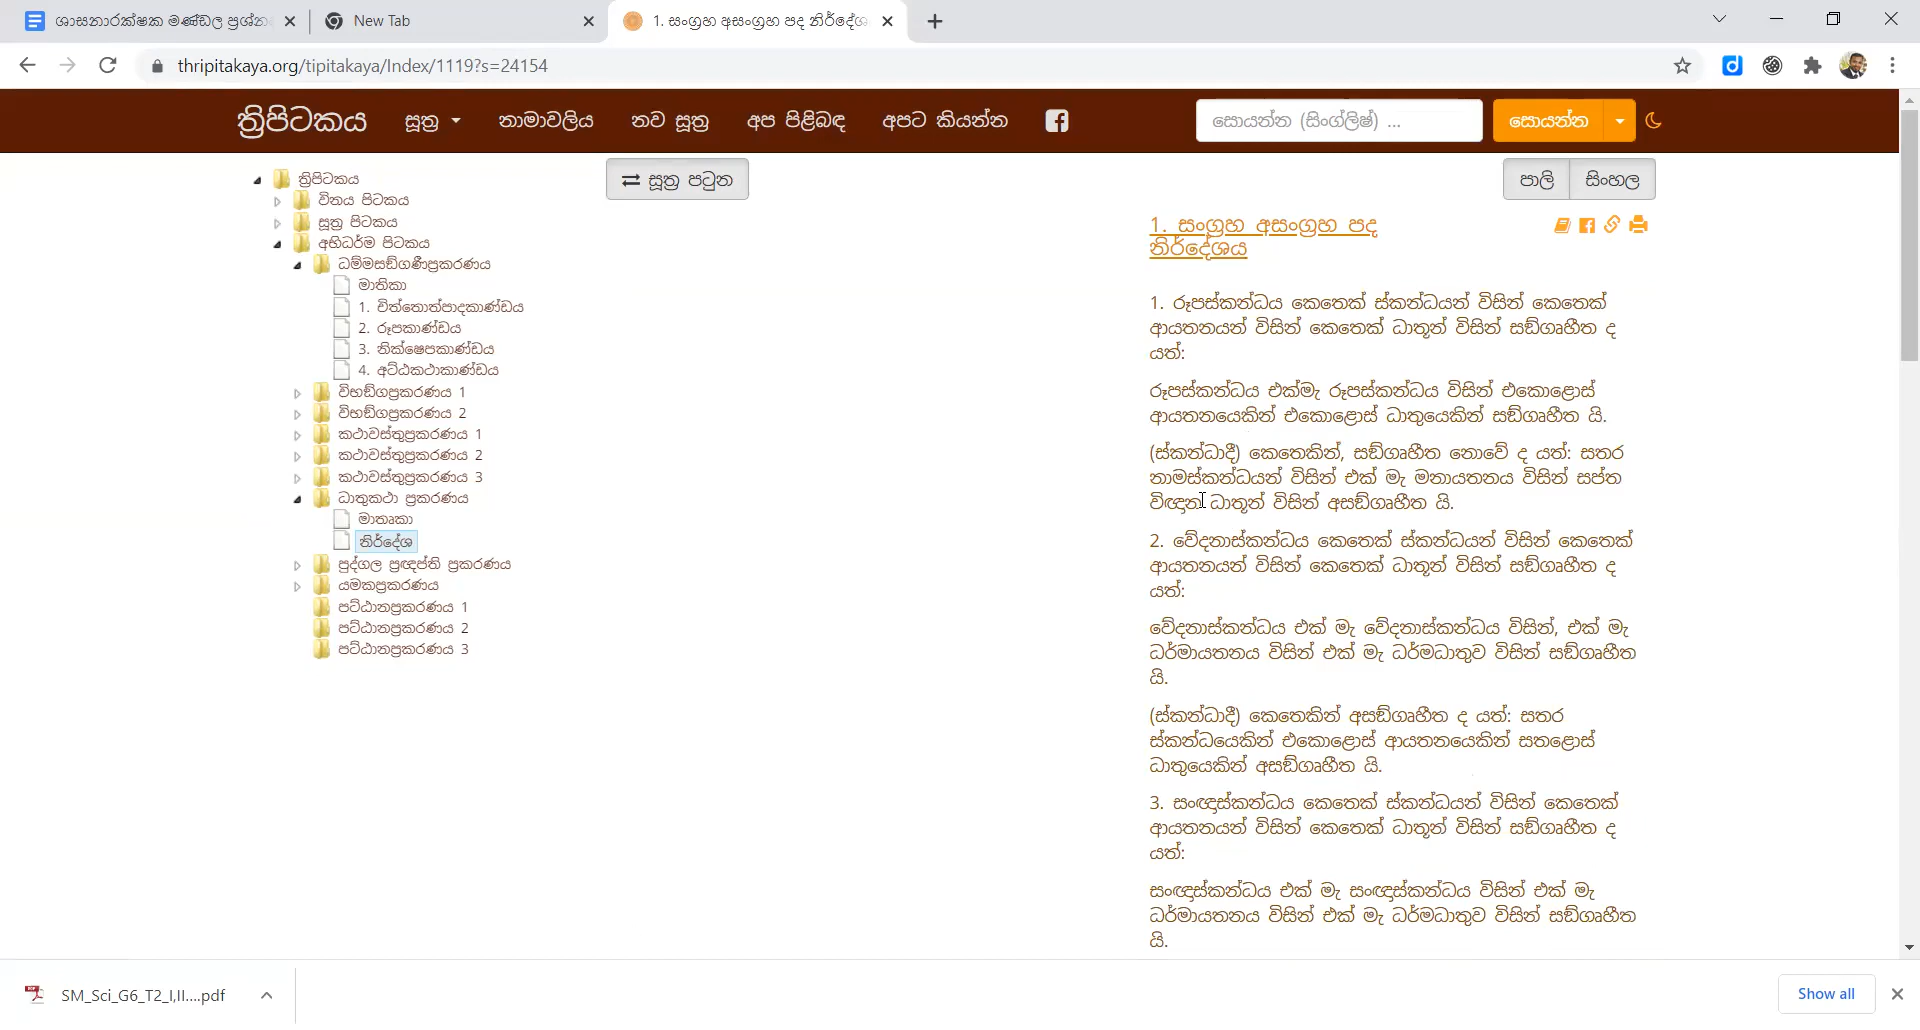 ශාසනාරක්ෂක මණ්ඩල ප්‍රශ්න
New Tab
1. සංග්‍රහ අසංග්‍රහ පද නිර්දේශ
thripitakaya.org/tipitakaya/Index/1119?s=24154
ත්‍රිපිටකය සූත්‍ර නාමාවලිය නව සූත්‍ර අප පිළිබඳ අපට කියන්න
සොයන්න (සිංග්ලිෂ්) ...
සොයන්න
ත්‍රිපිටකය
විනය පිටකය
සූත්‍ර පිටකය
අභිධර්ම පිටකය
ධම්මසඞ්ගණීප්‍රකරණය
මාතිකා
1. චිත්තොත්පාදකාණ්ඩය
2. රූපකාණ්ඩය
3. නික්ෂෙපකාණ්ඩය
4. අට්ඨකථාකාණ්ඩය
විභඞ්ගප්‍රකරණය 1
විභඞ්ගප්‍රකරණය 2
කථාවස්තුප්‍රකරණය 1
කථාවස්තුප්‍රකරණය 2
කථාවස්තුප්‍රකරණය 3
ධාතුකථා ප්‍රකරණය
මාතෘකා
නිර්දේශ
පුද්ගල ප්‍රඥප්ති ප්‍රකරණය
යමකප්‍රකරණය
පට්ඨානප්‍රකරණය 1
පට්ඨානප්‍රකරණය 2
පට්ඨානප්‍රකරණය 3
සූත්‍ර පටුන
පාලි සිංහල
1. සංග්‍රහ අසංග්‍රහ පද
නිර්දේශය
1. රූපස්කන්ධය කෙතෙක් ස්කන්ධයන් විසින් කෙතෙක්
ආයතනයන් විසින් කෙතෙක් ධාතූන් විසින් සඞ්ගෘහීත ද
යත්:
රූපස්කන්ධය එක්මැ රූපස්කන්ධය විසින් එකොළොස්
ආයතනයෙකින් එකොළොස් ධාතුයෙකින් සඞ්ගෘහීත යි.
(ස්කන්ධාදී) කෙතෙකින්, සඞ්ගෘහීත නොවේ ද යත්: සතර
නාමස්කන්ධයන් විසින් එක් මැ මනායතනය විසින් සප්ත
විඥාන ධාතූන් විසින් අසඞ්ගෘහීත යි.
2. වේදනාස්කන්ධය කෙතෙක් ස්කන්ධයන් විසින් කෙතෙක්
ආයතනයන් විසින් කෙතෙක් ධාතූන් විසින් සඞ්ගෘහීත ද
යත්:
වේදනාස්කන්ධය එක් මැ වේදනාස්කන්ධය විසින්, එක් මැ
ධර්මායතනය විසින් එක් මැ ධර්මධාතුව විසින් සඞ්ගෘහීත
යි.
(ස්කන්ධාදී) කෙතෙකින් අසඞ්ගෘහීත ද යත්: සතර
ස්කන්ධයෙකින් එකොළොස් ආයතනයෙකින් සතළොස්
ධාතුයෙකින් අසඞ්ගෘහීත යි.
3. සංඥාස්කන්ධය කෙතෙක් ස්කන්ධයන් විසින් කෙතෙක්
ආයතනයන් විසින් කෙතෙක් ධාතූන් විසින් සඞ්ගෘහීත ද
යත්:
සංඥාස්කන්ධය එක් මැ සංඥාස්කන්ධය විසින් එක් මැ
ධර්මායතනය විසින් එක් මැ ධර්මධාතුව විසින් සඞ්ගෘහීත
යි.
SM_Sci_G6_T2_I,II....pdf
Show all